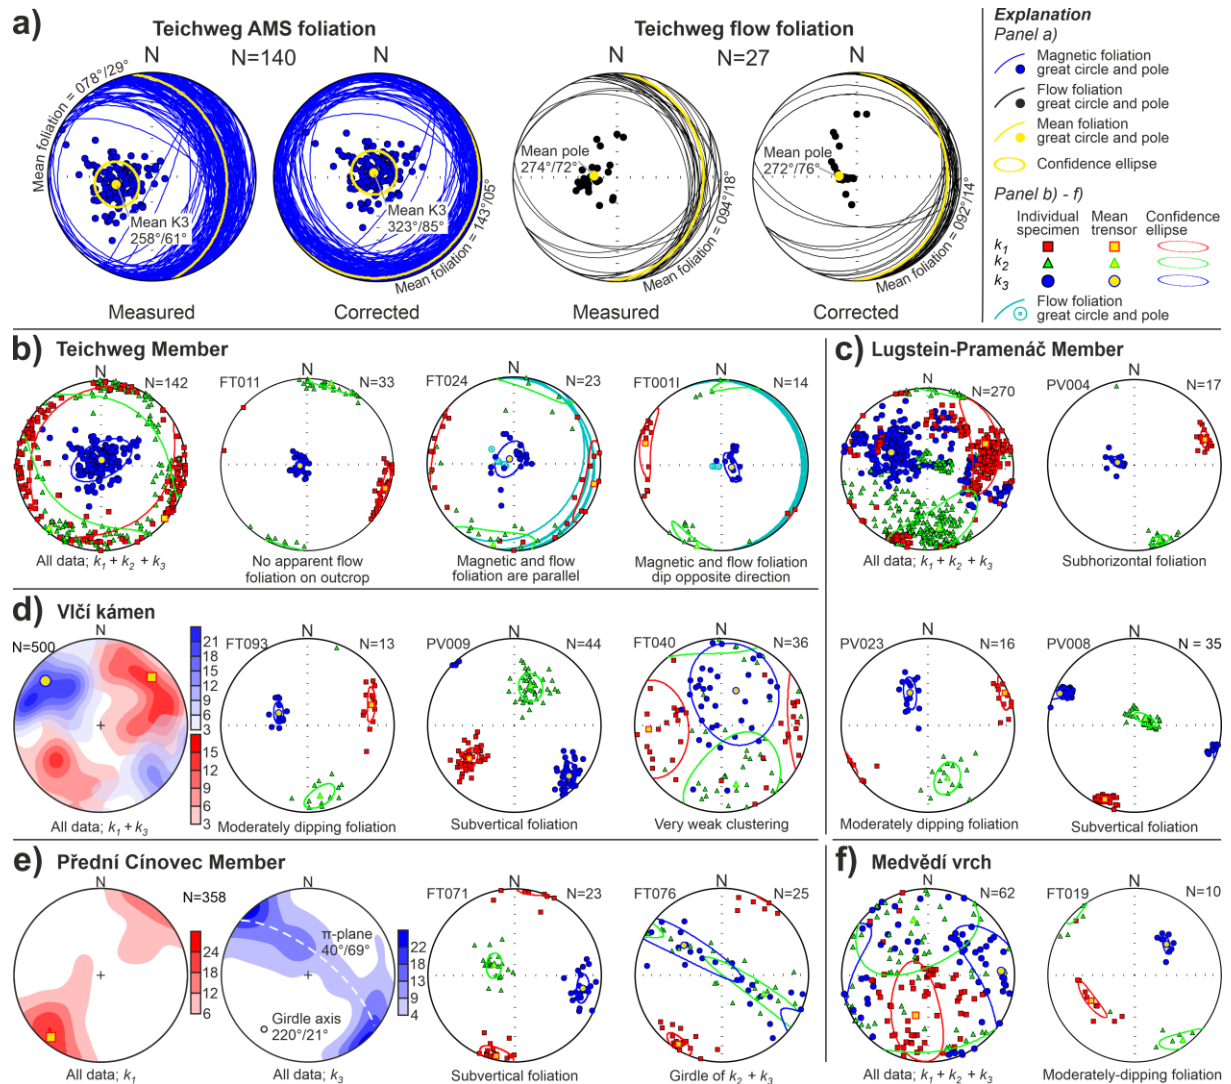 a)
Teichweg AMS foliation
Teichweg flow foliation
N
N=140
N
N
N=27
N
Mean foliation = 078°/29°
Mean K3
258°/61°
Mean K3
323°/85°
Mean foliation = 143°/05°
Mean pole
274°/72°
Mean foliation = 094°/18°
Mean pole
272°/76°
Mean foliation = 092°/14°
Measured
Corrected
Measured
Corrected
Explanation
Panel a)
Magnetic foliation
great circle and pole
Flow foliation
great circle and pole
Mean foliation
great circle and pole
Confidence ellipse
Panel b) - f)
Individual
specimen
Mean
trensor
Confidence
ellipse
k1
k2
k3
Flow foliation
great circle and pole
b)
Teichweg Member
N
N=142
All data; k1 + k2 + k3
FT011
N
N=33
No apparent flow
foliation on outcrop
FT024
N
N=23
Magnetic and flow
foliation are parallel
FT001I
N
N=14
Magnetic and flow foliation
dip opposite direction
c)
Lugstein-Pramenáč Member
N
N=270
All data; k1 + k2 + k3
PV004
N
N=17
Subhorizontal foliation
d)
Vlčí kámen
N=500
N
21
18
15
12
9
6
3
15
12
9
6
3
All data; k1 + k3
FT093
N
N=13
Moderately dipping foliation
PV009
N
N=44
Subvertical foliation
FT040
N
N=36
Very weak clustering
PV023
N
N=16
Moderately dipping foliation
PV008
N
N = 35
Subvertical foliation
e)
Přední Cínovec Member
N
N=358
24
18
12
6
All data; k1
N
π-plane
40°/69°
Girdle axis
220°/21°
22
18
13
9
4
All data; k3
FT071
N
N=23
Subvertical foliation
FT076
N
N=25
Girdle of k2 + k3
f)
Medvědí vrch
N
N=62
All data; k1 + k2 + k3
FT019
N
N=10
Moderately-dipping foliation